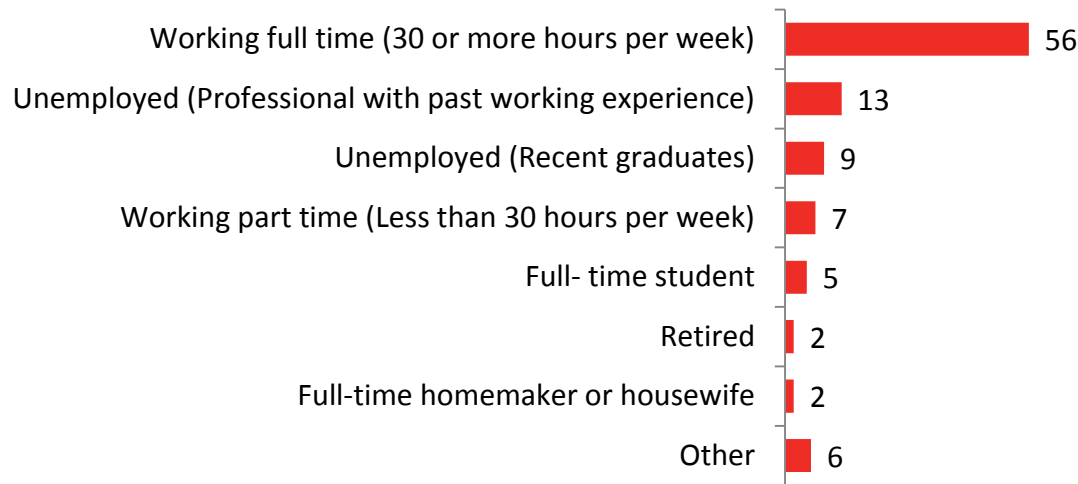 Working full time (30 or more hours per week) 56
Unemployed (Professional with past working experience) 13
Unemployed (Recent graduates) 9
Working part time (Less than 30 hours per week) 7
Full- time student 5
Retired 2
Full-time homemaker or housewife 2
Other 6